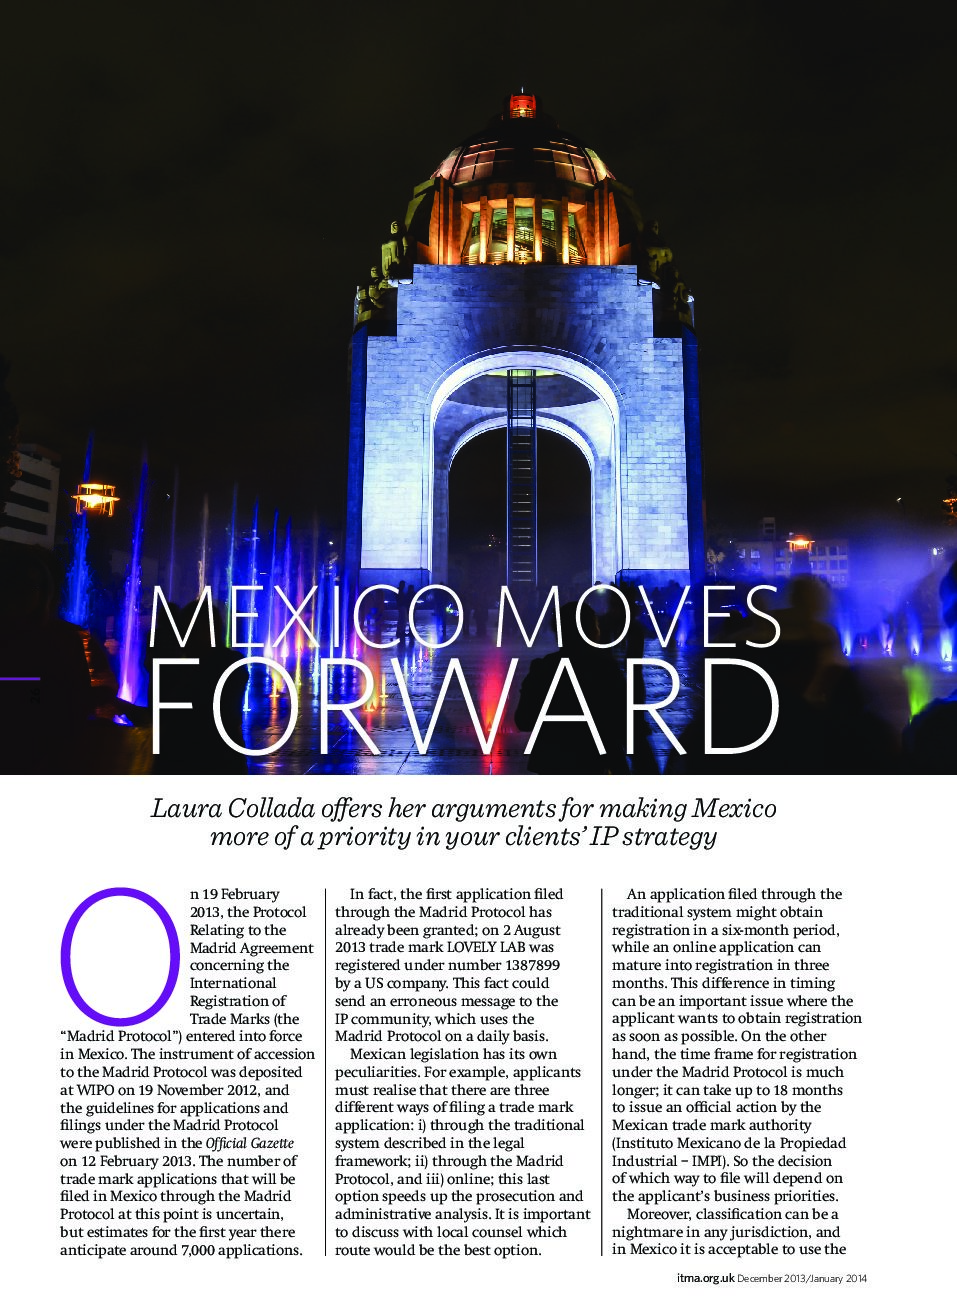 MEXICO MOVES
FORWARD
Laura Collada offers her arguments for making Mexico
more of a priority in your clients’ IP strategy
On 19 February
2013, the Protocol
Relating to the
Madrid Agreement
concerning the
International
Registration of
Trade Marks (the
“Madrid Protocol”) entered into force
in Mexico. The instrument of accession
to the Madrid Protocol was deposited
at WIPO on 19 November 2012, and
the guidelines for applications and
filings under the Madrid Protocol
were published in the Official Gazette
on 12 February 2013. The number of
trade mark applications that will be
filed in Mexico through the Madrid
Protocol at this point is uncertain,
but estimates for the first year there
anticipate around 7,000 applications.
In fact, the first application filed
through the Madrid Protocol has
already been granted; on 2 August
2013 trade mark LOVELY LAB was
registered under number 1387899
by a US company. This fact could
send an erroneous message to the
IP community, which uses the
Madrid Protocol on a daily basis.
Mexican legislation has its own
peculiarities. For example, applicants
must realise that there are three
different ways of filing a trade mark
application: i) through the traditional
system described in the legal
framework; ii) through the Madrid
Protocol, and iii) online; this last
option speeds up the prosecution and
administrative analysis. It is important
to discuss with local counsel which
route would be the best option.
An application filed through the
traditional system might obtain
registration in a six-month period,
while an online application can
mature into registration in three
months. This difference in timing
can be an important issue where the
applicant wants to obtain registration
as soon as possible. On the other
hand, the time frame for registration
under the Madrid Protocol is much
longer; it can take up to 18 months
to issue an official action by the
Mexican trade mark authority
(Instituto Mexicano de la Propiedad
Industrial – IMPI). So the decision
of which way to file will depend on
the applicant’s business priorities.
Moreover, classification can be a
nightmare in any jurisdiction, and
in Mexico it is acceptable to use the
itma.org.uk December 2013/January 2014